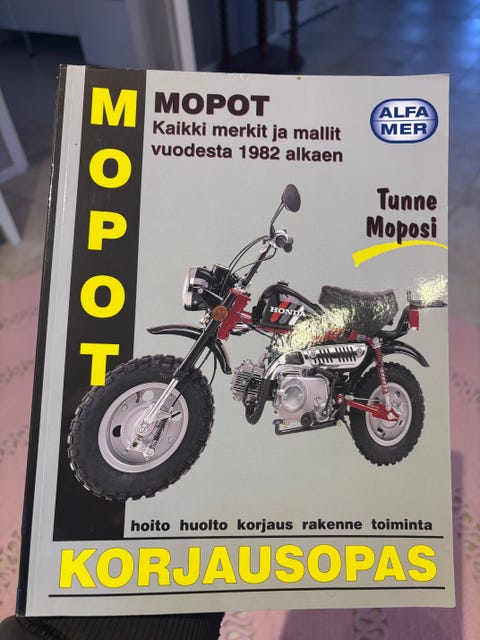 MOPOT
MOPOT
Kaikki merkit ja mallit
vuodesta 1982 alkaen
ALFA
MER
Tunne
Moposi
HONDA
hoito huolto korjaus rakenne toiminta
KORJAUSOPAS